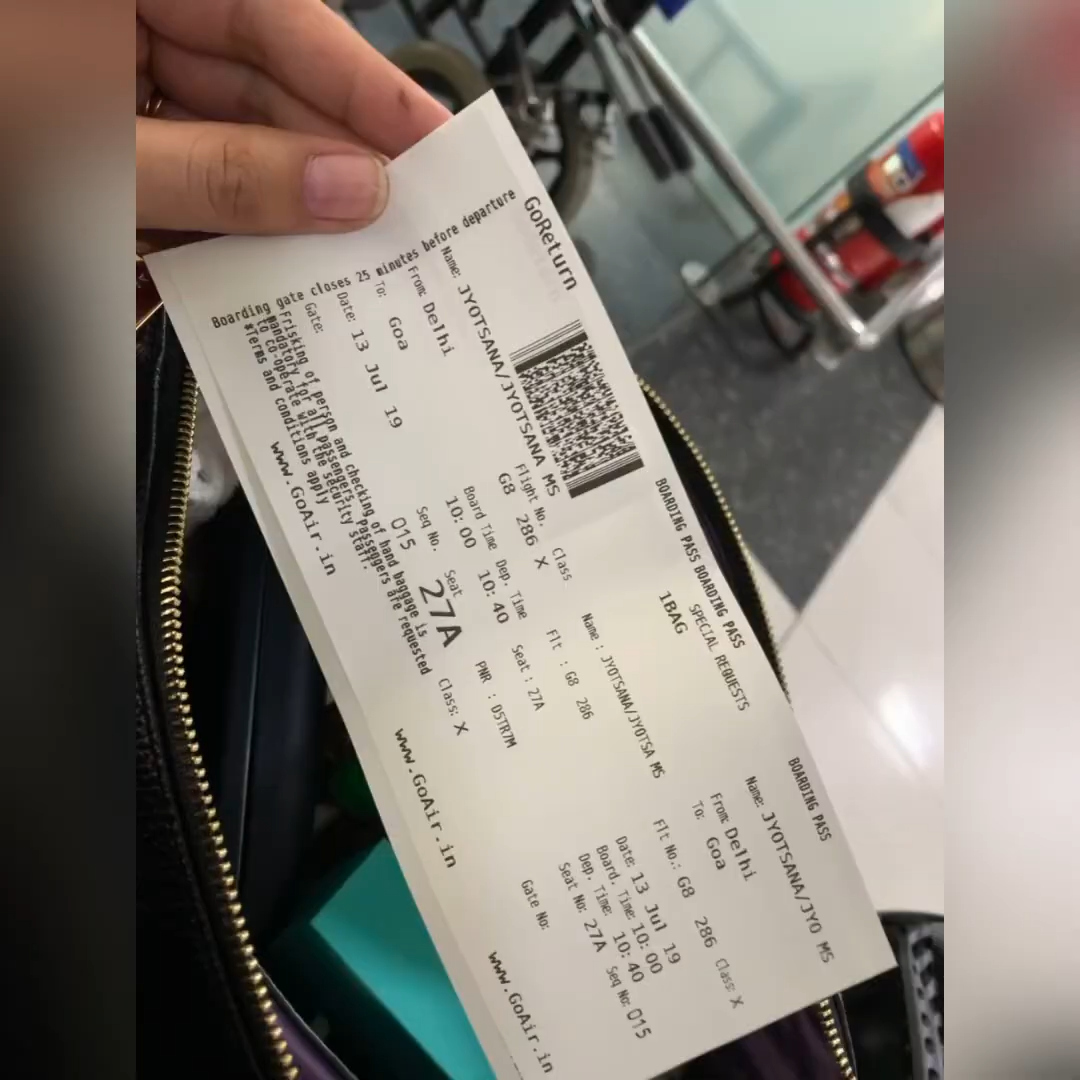 GoReturn
Name: JYOTSANA/JYOTSANA MS
From: Delhi
To: Goa
Date: 13 Jul 19
Gate:
Flight No. Class
G8 286 X
Board Time Dep. Time
10:00 10:40
Seq No. Seat
015 27A
Boarding gate closes 25 minutes before departure
*Frisking of person and checking of hand baggage is
mandatory for all passengers. Passengers are requested
to co-operate with the security staff.
#Terms and conditions apply
www.GoAir.in
BOARDING PASS BOARDING PASS
SPECIAL REQUESTS
1BAG
Name : JYOTSANA/JYOTSA MS
Flt : G8 286
Seat : 27A
PNR : DSTR7M
Class: X
www.GoAir.in
BOARDING PASS
Name: JYOTSANA/JYO MS
From: Delhi
To: Goa
Flt No.: G8 286 Class: X
Date: 13 Jul 19
Board. Time: 10:00
Dep. Time: 10:40
Seat No: 27A Seq No: 015
Gate No:
www.GoAir.in